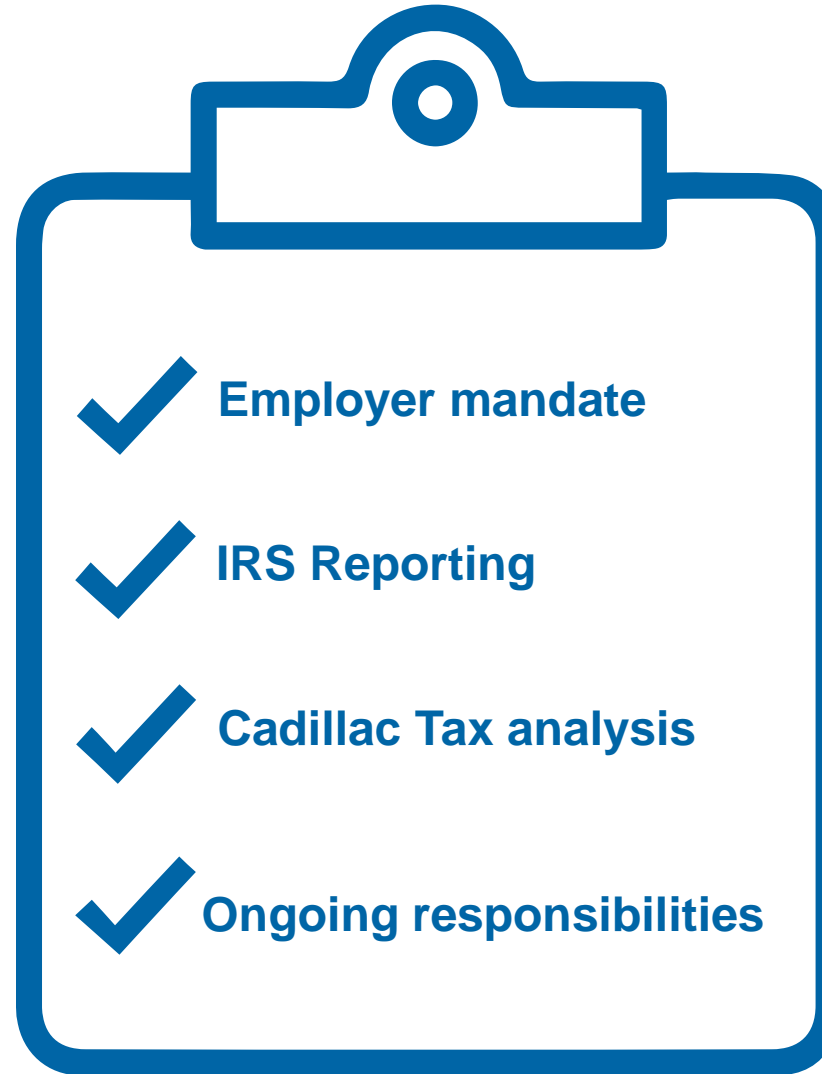 Employer mandate
IRS Reporting
Cadillac Tax analysis
Ongoing responsibilities